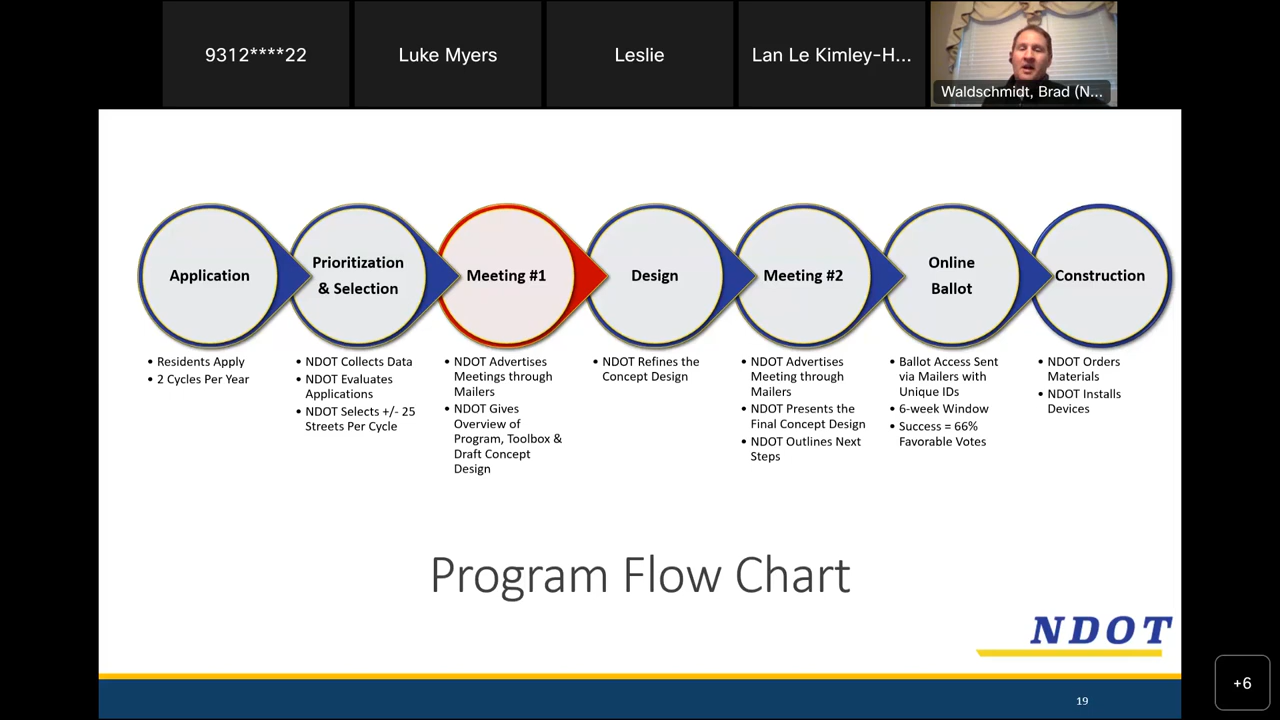 9312****22
Luke Myers
Leslie
Lan Le Kimley-H...
Waldschmidt, Brad (N...
Application
• Residents Apply
• 2 Cycles Per Year
Prioritization
& Selection
• NDOT Collects Data
• NDOT Evaluates
Applications
• NDOT Selects +/- 25
Streets Per Cycle
Meeting #1
• NDOT Advertises
Meetings through
Mailers
• NDOT Gives
Overview of
Program, Toolbox &
Draft Concept
Design
Design
• NDOT Refines the
Concept Design
Meeting #2
• NDOT Advertises
Meeting through
Mailers
• NDOT Presents the
Final Concept Design
• NDOT Outlines Next
Steps
Online
Ballot
• Ballot Access Sent
via Mailers with
Unique IDs
• 6-week Window
• Success = 66%
Favorable Votes
Construction
• NDOT Orders
Materials
• NDOT Installs
Devices
Program Flow Chart
NDOT
19
+6